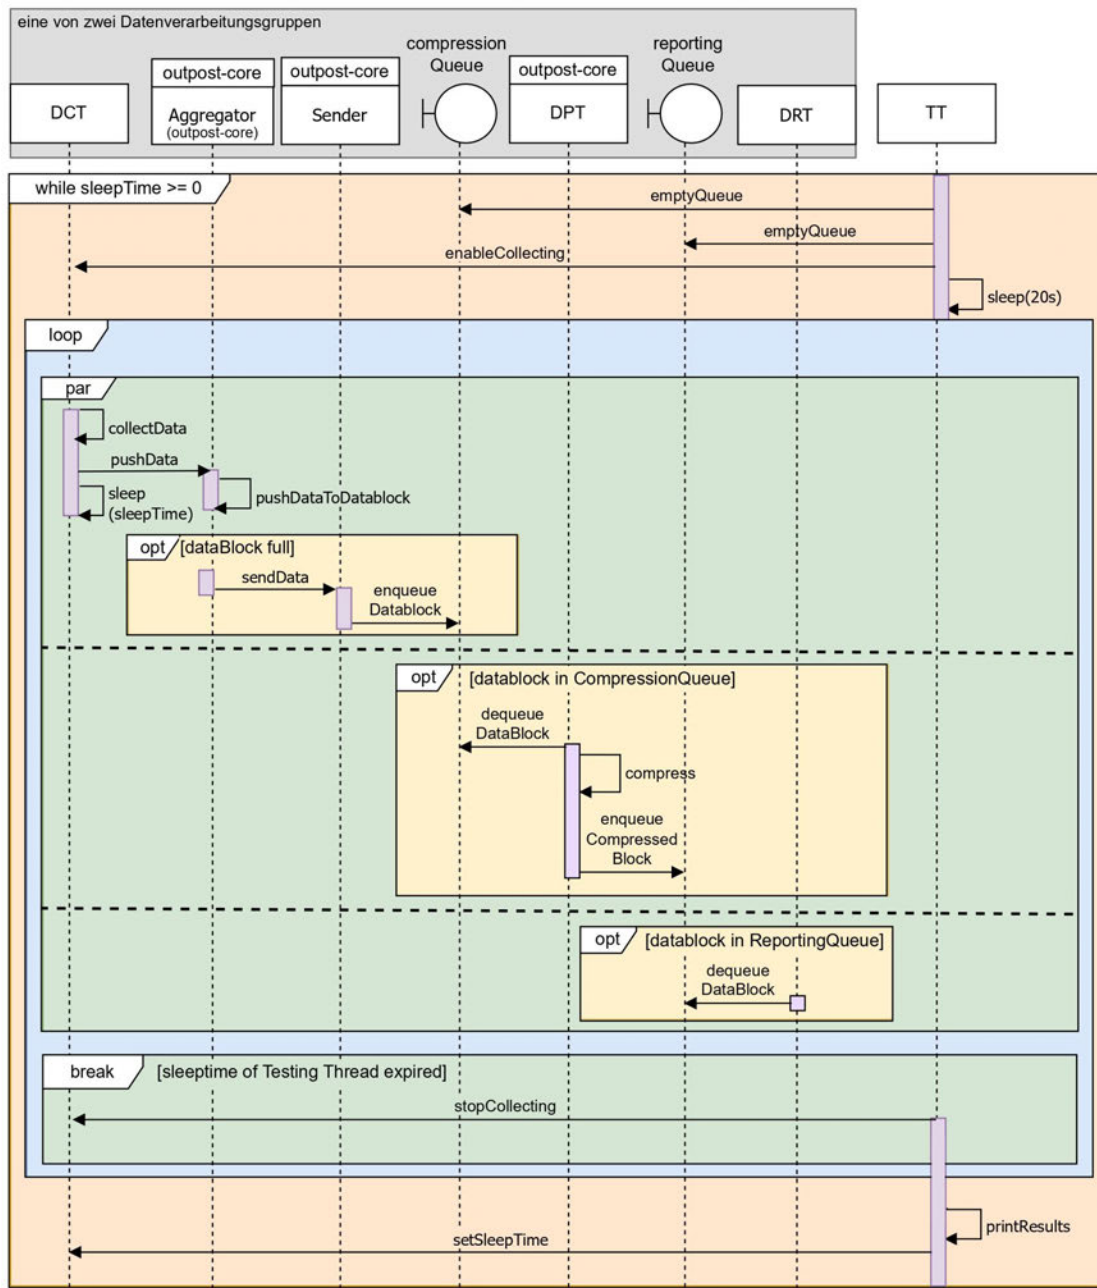 eine von zwei Datenverarbeitungsgruppen
compression
Queue
reporting
Queue
outpost-core
outpost-core
outpost-core
DCT
Aggregator
(outpost-core)
Sender
DPT
DRT
TT
while sleepTime >= 0
emptyQueue
emptyQueue
enableCollecting
sleep(20s)
loop
par
collectData
pushData
sleep
(sleepTime)
pushDataToDatablock
opt
[dataBlock full]
sendData
enqueue
Datablock
opt
[datablock in CompressionQueue]
dequeue
DataBlock
compress
enqueue
Compressed
Block
opt
[datablock in ReportingQueue]
dequeue
DataBlock
break
[sleeptime of Testing Thread expired]
stopCollecting
printResults
setSleepTime